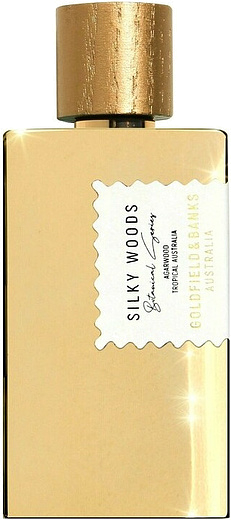 SILKY WOODS
Botanical Series
AGARWOOD
TROPICAL AUSTRALIA
GOLDFIELD & BANKS
AUSTRALIA